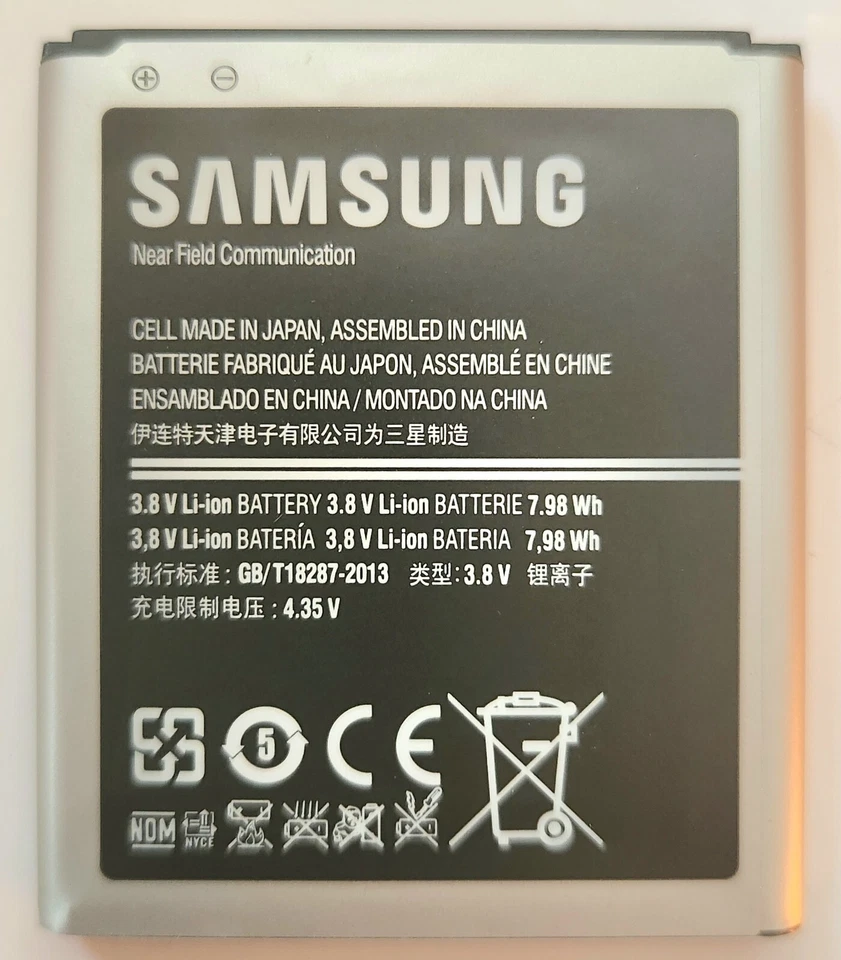 SAMSUNG
Near Field Communication
CELL MADE IN JAPAN, ASSEMBLED IN CHINA
BATTERIE FABRIQUÉ AU JAPON, ASSEMBLÉ EN CHINE
ENSAMBLADO EN CHINA / MONTADO NA CHINA
伊连特天津电子有限公司为三星制造
3.8 V Li-ion BATTERY 3.8 V Li-ion BATTERIE 7.98 Wh
3,8 V Li-ion BATERÍA 3,8 V Li-ion BATERIA 7,98 Wh
执行标准 : GB/T18287-2013 类型: 3.8 V 锂离子
充电限制电压 : 4.35 V
5 CE
NOM NYCE